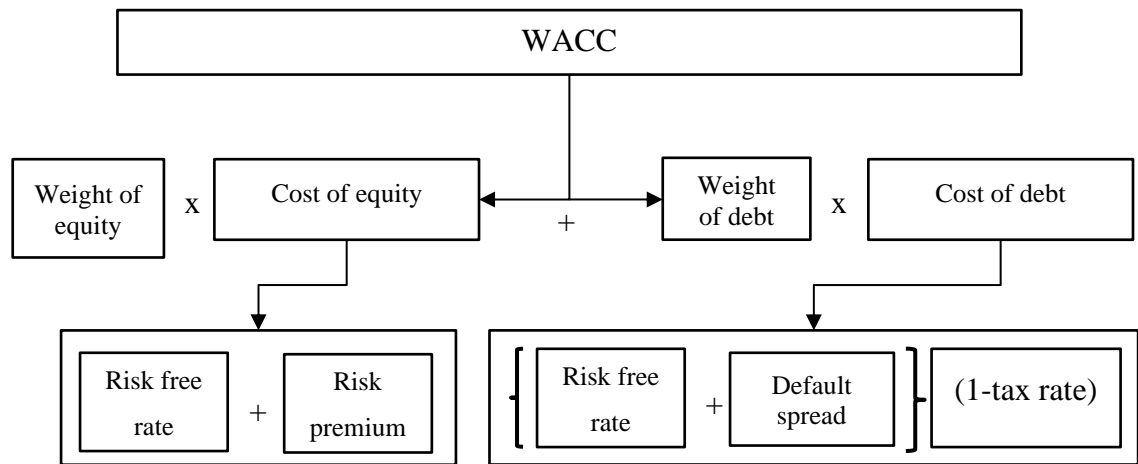 WACC
Weight of
equity
x
Cost of equity
+
Weight
of debt
x
Cost of debt
Risk free
rate
+
Risk
premium
{
Risk free
rate
+
Default
spread
}
(1-tax rate)